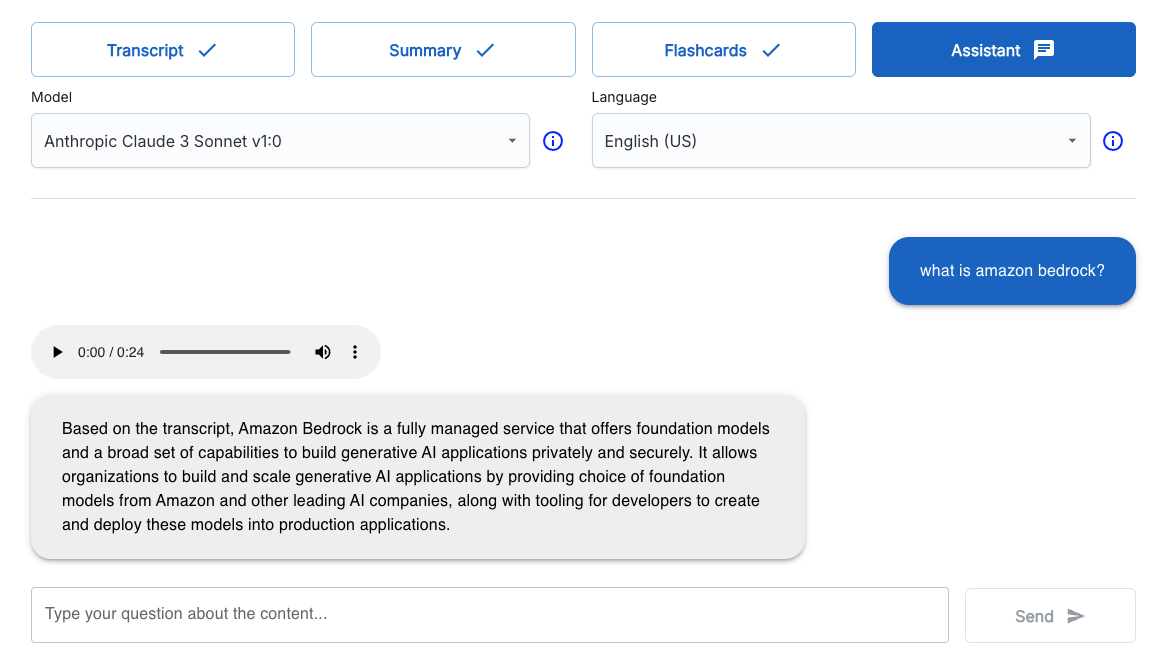 Transcript
Summary
Flashcards
Assistant
Model
Language
Anthropic Claude 3 Sonnet v1:0
English (US)
what is amazon bedrock?
0:00 / 0:24
Based on the transcript, Amazon Bedrock is a fully managed service that offers foundation models
and a broad set of capabilities to build generative AI applications privately and securely. It allows
organizations to build and scale generative AI applications by providing choice of foundation
models from Amazon and other leading AI companies, along with tooling for developers to create
and deploy these models into production applications.
Type your question about the content...
Send